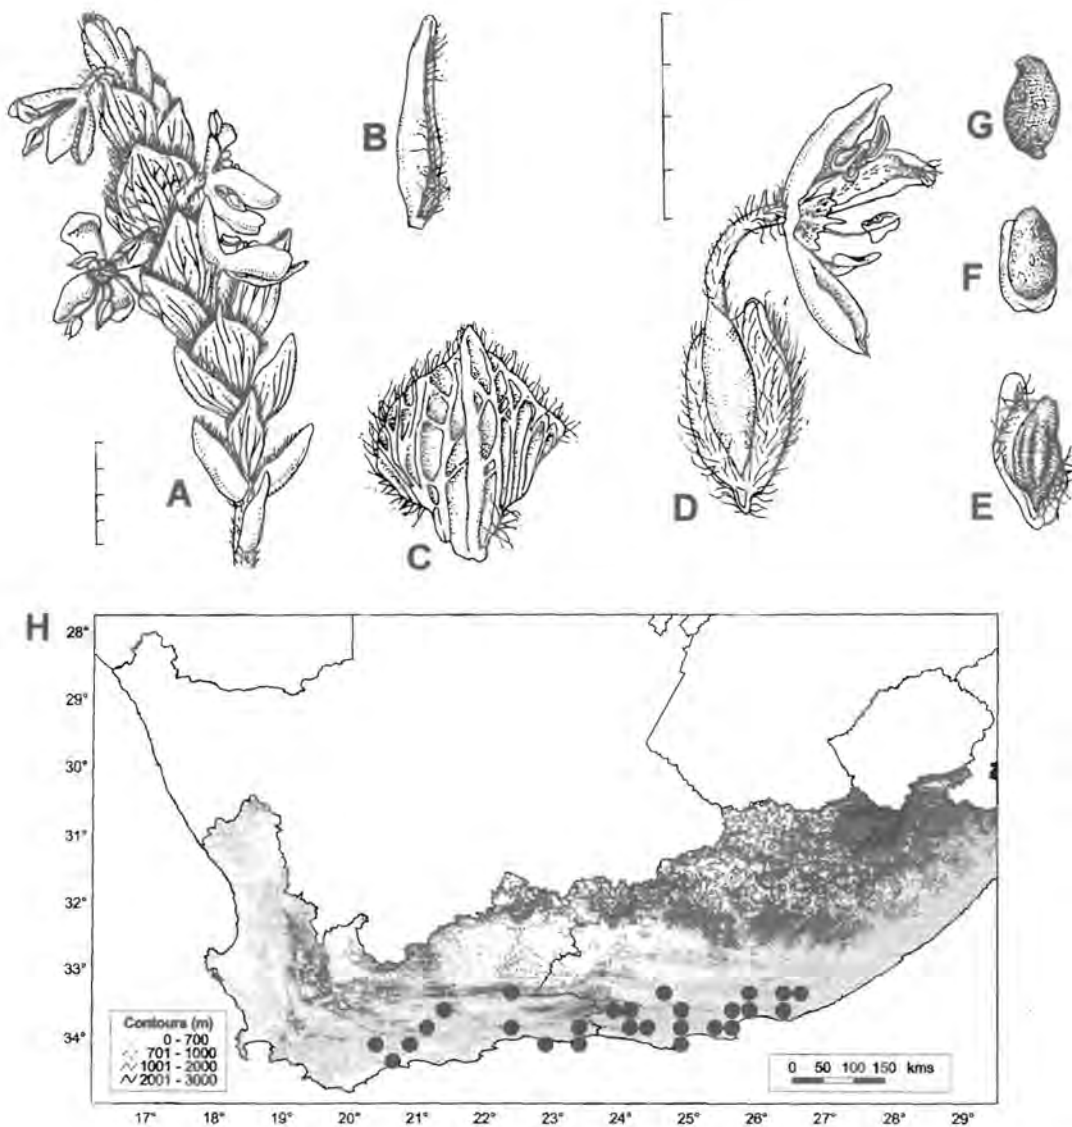 A
B
C
D
E
F
G
H
28°
29°
30°
31°
32°
33°
34°
Contours (m)
0 - 700
701 - 1000
1001 - 2000
2001 - 3000
0 50 100 150 kms
17° 18° 19° 20° 21° 22° 23° 24° 25° 26° 27° 28° 29°